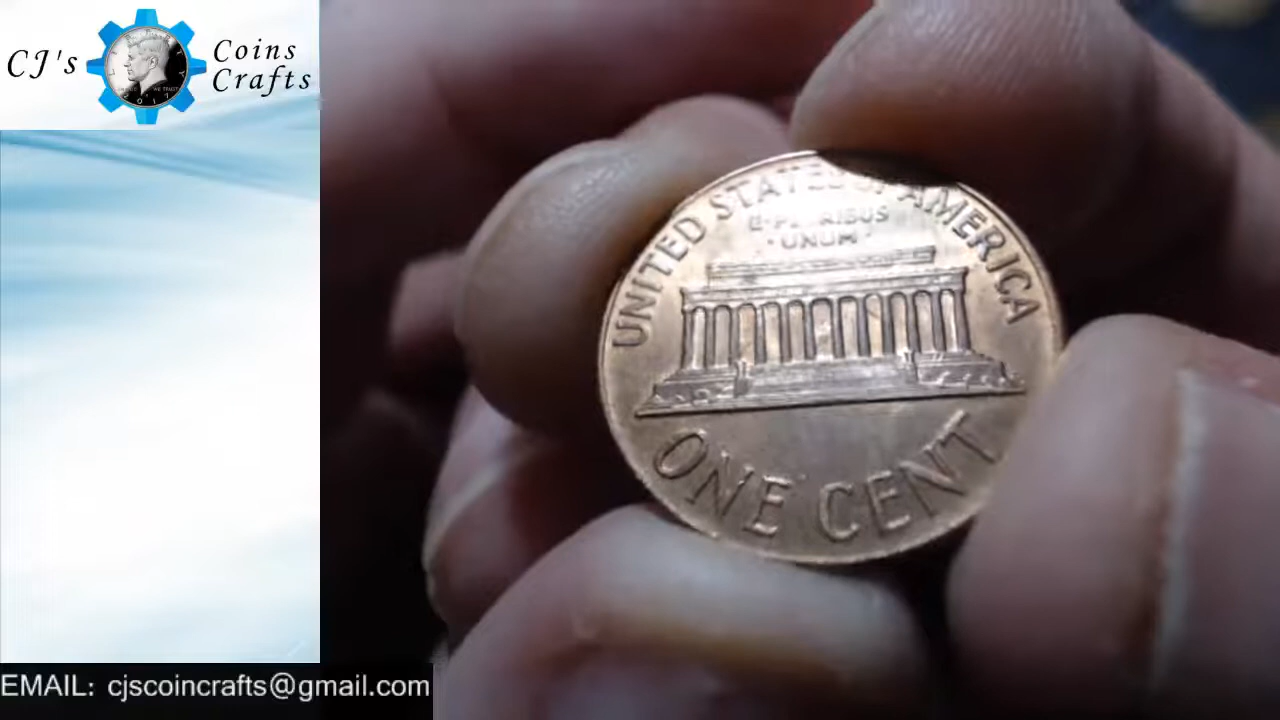 CJ's
Coins
Crafts
UNITED STATES OF AMERICA
E·PLURIBUS
·UNUM·
ONE CENT
EMAIL: cjscoincrafts@gmail.com